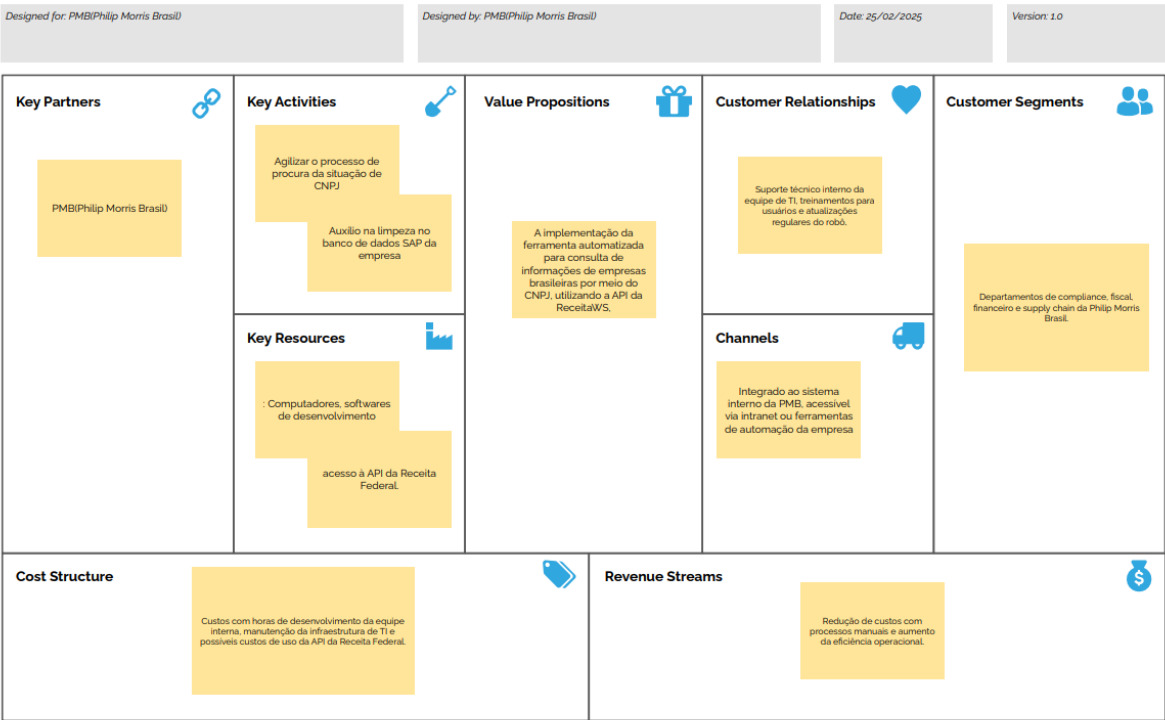 Designed for: PMB(Philip Morris Brasil)
Designed by: PMB(Philip Morris Brasil)
Date: 25/02/2025
Version: 1.0
Key Partners
PMB(Philip Morris Brasil)
Key Activities
Agilizar o processo de
procura da situação de
CNPJ
Auxílio na limpeza no
banco de dados SAP da
empresa
Key Resources
: Computadores, softwares
de desenvolvimento
acesso à API da Receita
Federal.
Value Propositions
A implementação da
ferramenta automatizada
para consulta de
informações de empresas
brasileiras por meio do
CNPJ, utilizando a API da
ReceitaWS,
Customer Relationships
Suporte técnico interno da
equipe de TI, treinamentos para
usuários e atualizações
regulares do robô.
Channels
Integrado ao sistema
interno da PMB, acessível
via intranet ou ferramentas
de automação da empresa
Customer Segments
Departamentos de compliance, fiscal,
financeiro e supply chain da Philip Morris
Brasil.
Cost Structure
Custos com horas de desenvolvimento da equipe
interna, manutenção da infraestrutura de TI e
possíveis custos de uso da API da Receita Federal.
Revenue Streams
Redução de custos com
processos manuais e aumento
da eficiência operacional.